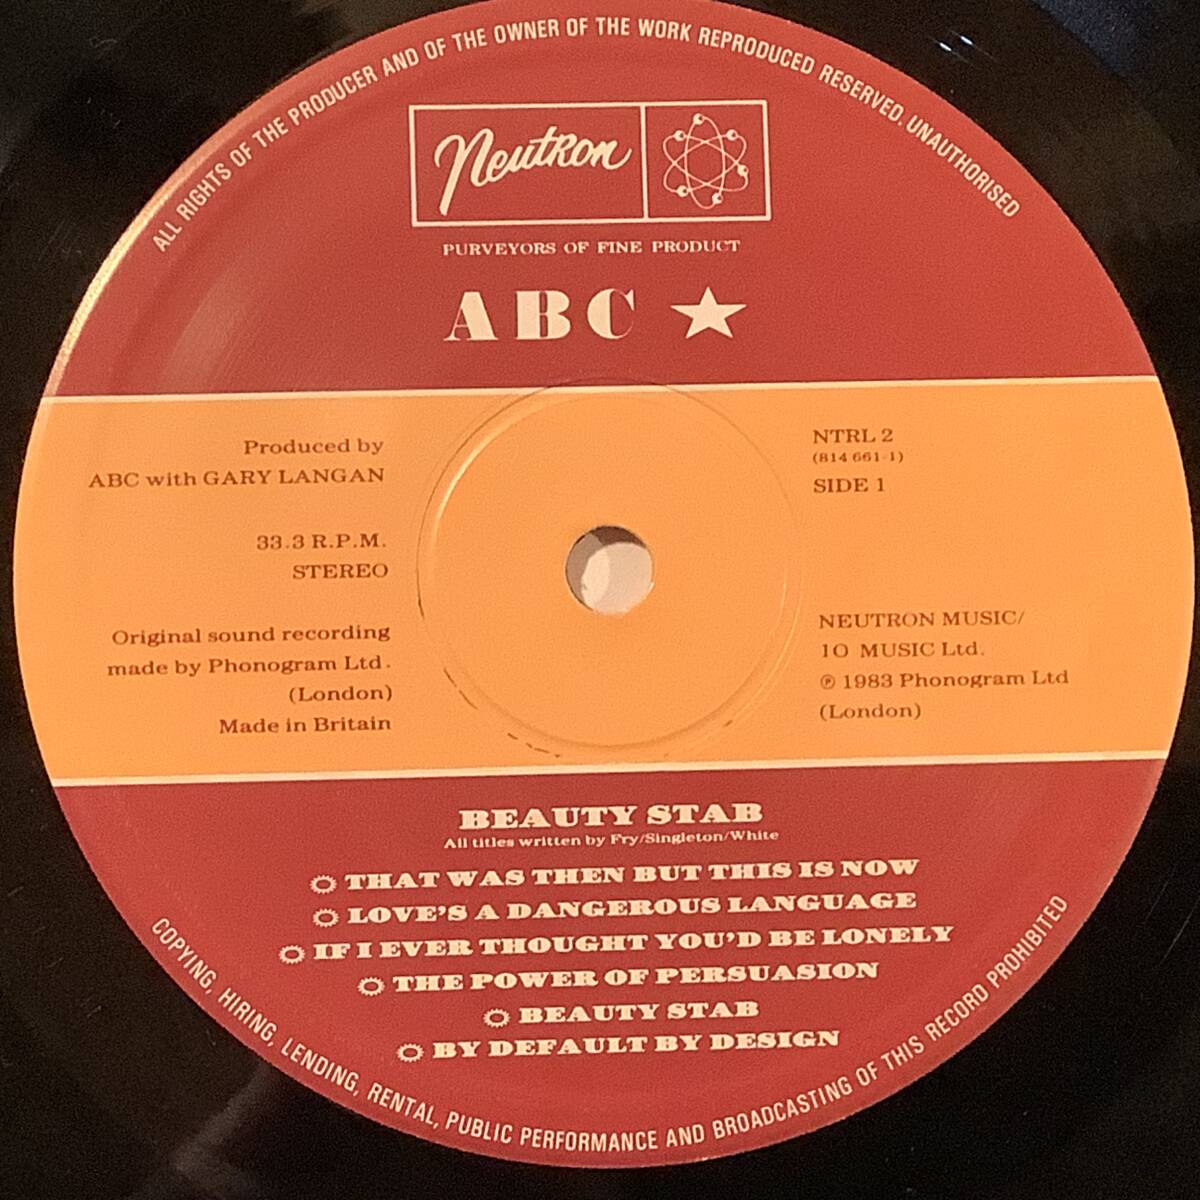 ALL RIGHTS OF THE PRODUCER AND OF THE OWNER OF THE WORK REPRODUCED RESERVED. UNAUTHORISED
Neutron
PURVEYORS OF FINE PRODUCT
ABC
Produced by
ABC with GARY LANGAN
33.3 R.P.M.
STEREO
Original sound recording
made by Phonogram Ltd.
(London)
Made in Britain
NTRL 2
(814 661-1)
SIDE 1
NEUTRON MUSIC/
10 MUSIC Ltd.
℗ 1983 Phonogram Ltd
(London)
BEAUTY STAB
All titles written by Fry/Singleton/White
THAT WAS THEN BUT THIS IS NOW
LOVE'S A DANGEROUS LANGUAGE
IF I EVER THOUGHT YOU'D BE LONELY
THE POWER OF PERSUASION
BEAUTY STAB
BY DEFAULT BY DESIGN
COPYING, HIRING, LENDING, RENTAL, PUBLIC PERFORMANCE AND BROADCASTING OF THIS RECORD PROHIBITED